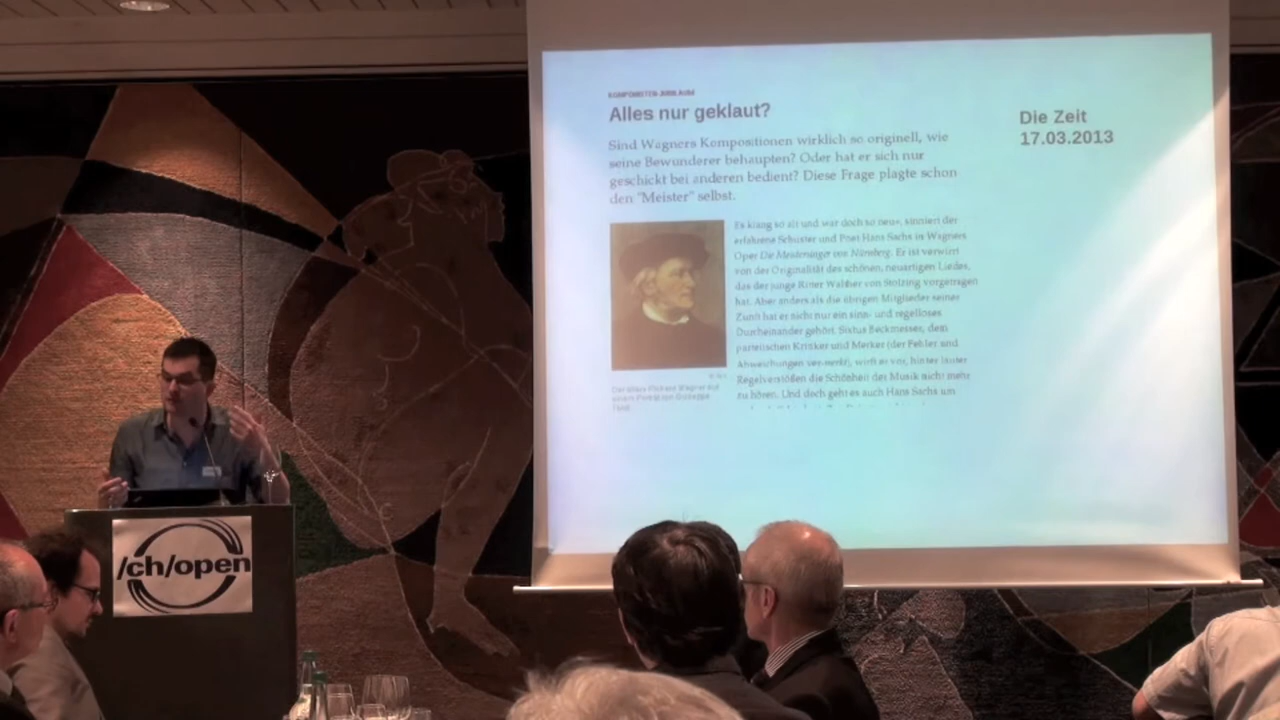 KOMPONISTEN-JUBILÄUM
Alles nur geklaut?
Sind Wagners Kompositionen wirklich so originell, wie
seine Bewunderer behaupten? Oder hat er sich nur
geschickt bei anderen bedient? Diese Frage plagte schon
den "Meister" selbst.
Die Zeit
17.03.2013
Es klang so alt und war doch so neu«, sinniert der
erfahrene Schuster und Poet Hans Sachs in Wagners
Oper Die Meistersinger von Nürnberg. Er ist verwirrt
von der Originalität des schönen, neuartigen Liedes,
das der junge Ritter Walther von Stolzing vorgetragen
hat. Aber anders als die übrigen Mitglieder seiner
Zunft hat er nicht nur ein sinn- und regelloses
Durcheinander gehört. Sixtus Beckmesser, dem
parteiischen Kritiker und Merker (der Fehler und
Abweichungen ver-merkt), wirft er vor, hinter lauter
Regelverstößen die Schönheit der Musik nicht mehr
zu hören. Und doch geht es auch Hans Sachs um
/ch/open